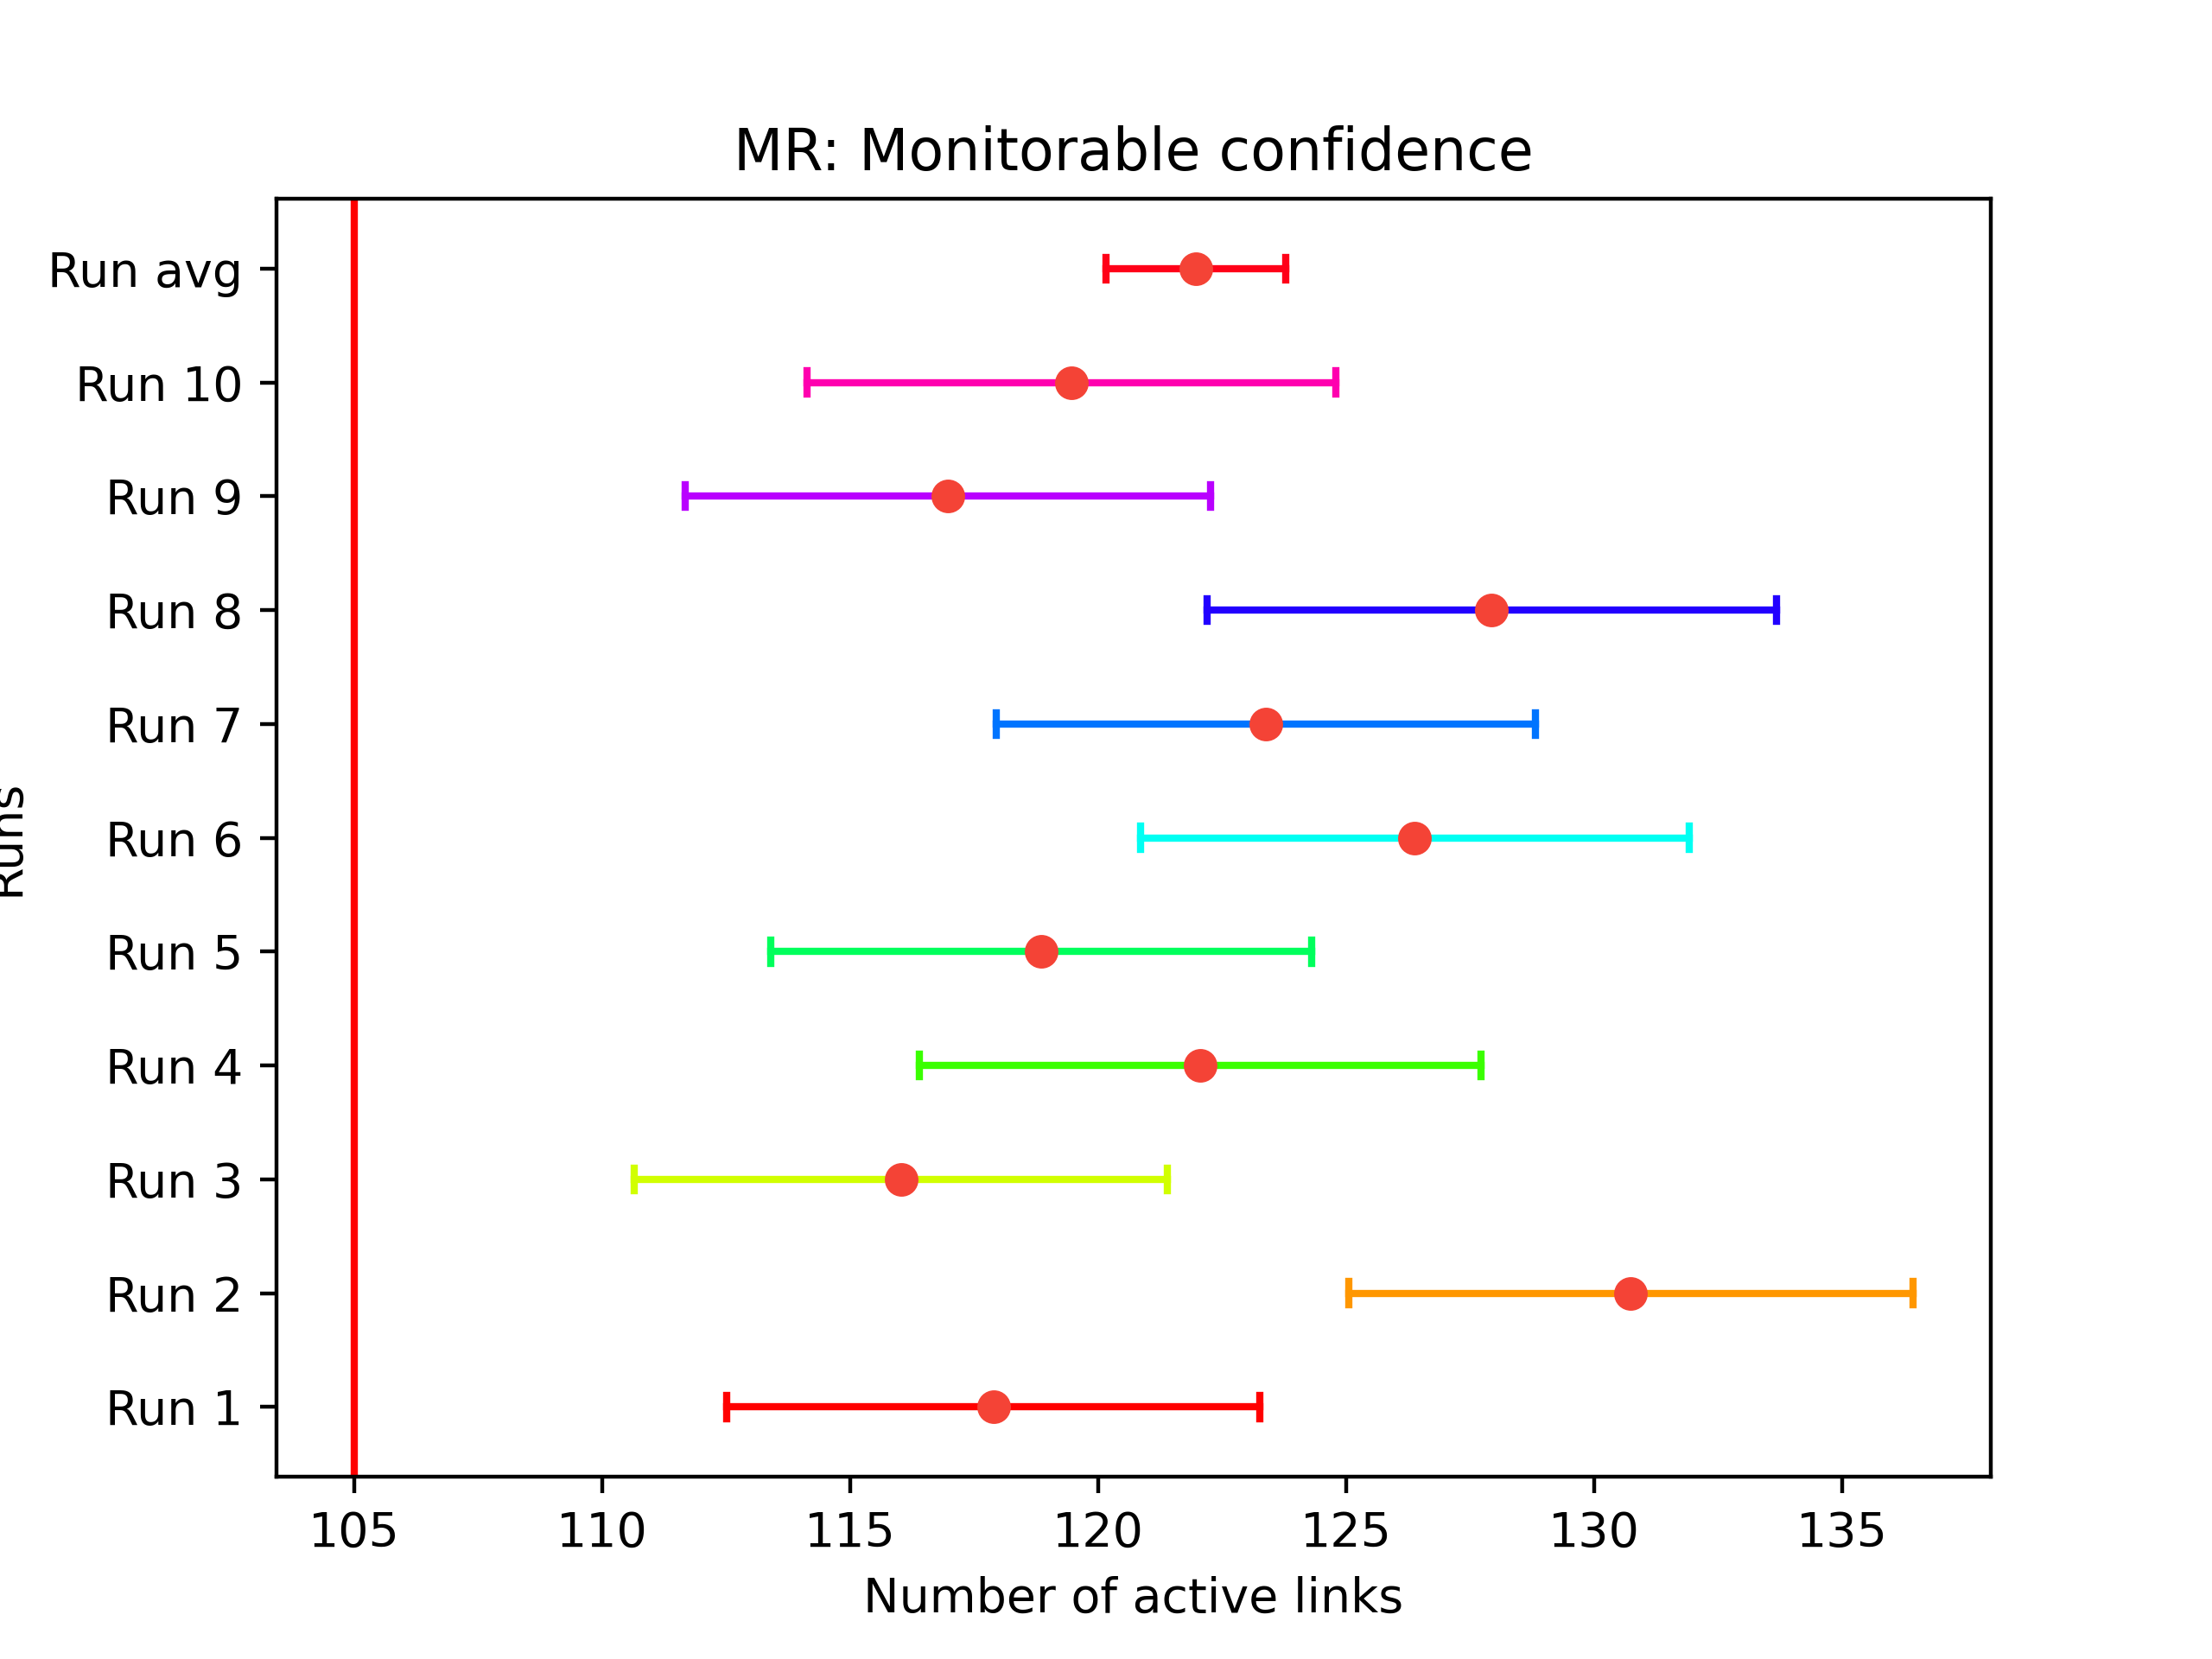 MR: Monitorable confidence
Run avg
Run 10
Run 9
Run 8
Run 7
Run 6
Run 5
Run 4
Run 3
Run 2
Run 1
Runs
105 110 115 120 125 130 135
Number of active links